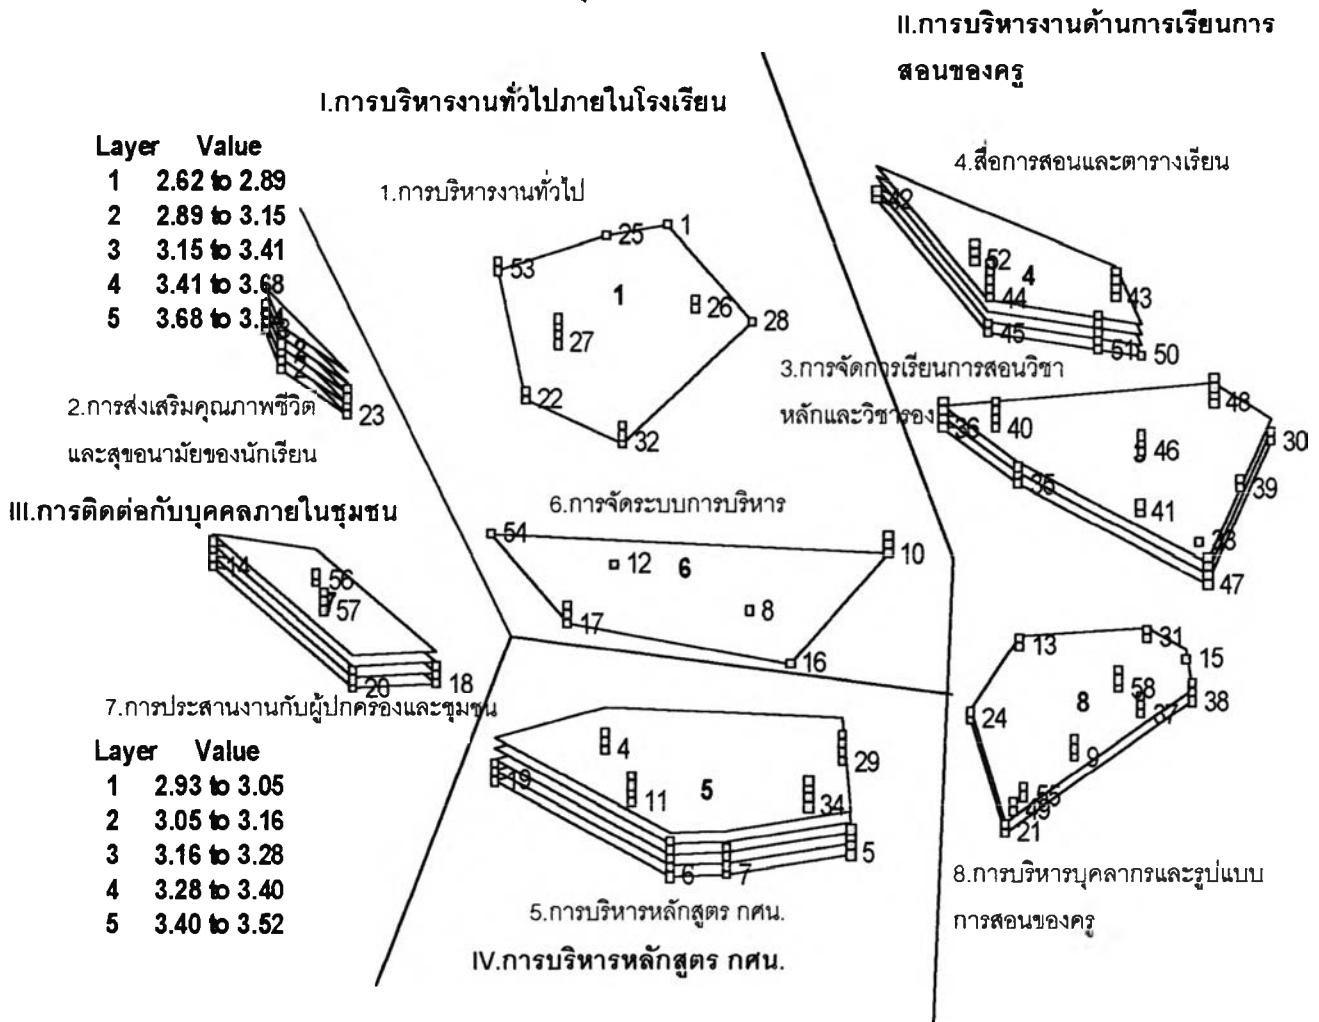 II.การบริหารงานด้านการเรียนการ
สอนของครู
I.การบริหารงานทั่วไปภายในโรงเรียน
Layer Value
1 2.62 to 2.89
2 2.89 to 3.15
3 3.15 to 3.41
4 3.41 to 3.68
5 3.68 to
1.การบริหารงานทั่วไป
4.สื่อการสอนและตารางเรียน
25
1
53
1
26
28
27
22
32
42
52
4
44
43
45
51
50
23
2.การส่งเสริมคุณภาพชีวิต
และสุขอนามัยของนักเรียน
3.การจัดการเรียนการสอนวิชา
หลักและวิชารอง
36
40
48
46
30
35
39
41
47
III.การติดต่อกับบุคคลภายในชุมชน
6.การจัดระบบการบริหาร
54
12
6
10
17
8
16
14
56
57
20
18
7.การประสานงานกับผู้ปกครองและชุมชน
Layer Value
1 2.93 to 3.05
2 3.05 to 3.16
3 3.16 to 3.28
4 3.28 to 3.40
5 3.40 to 3.52
4
29
19
11
5
34
6
7
5
5.การบริหารหลักสูตร กศน.
IV.การบริหารหลักสูตร กศน.
13
31
15
58
38
24
8
37
9
55
49
21
8.การบริหารบุคลากรและรูปแบบ
การสอนของครู